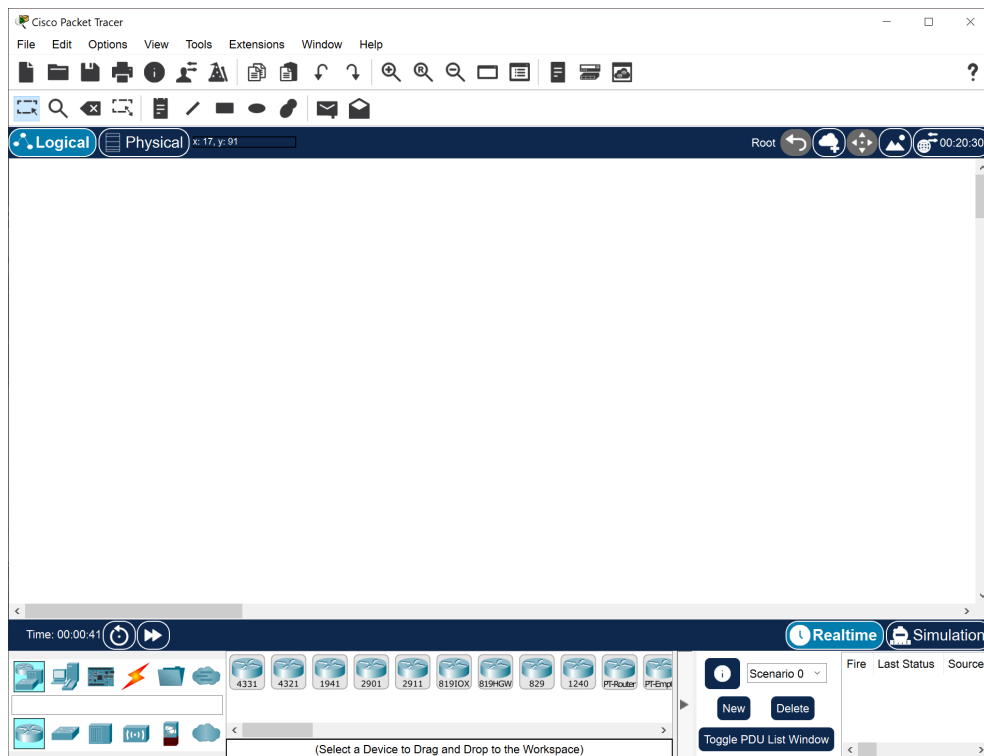 Cisco Packet Tracer
File Edit Options View Tools Extensions Window Help
R
?
Logical Physical x: 17, y: 91 Root 00:20:30
Time: 00:00:41 Realtime Simulation
4331 4321 1941 2901 2911 819IOX 819HGW 829 1240 PT-Router PT-Empt
Scenario 0
Fire Last Status Source
New Delete
Toggle PDU List Window
(Select a Device to Drag and Drop to the Workspace)